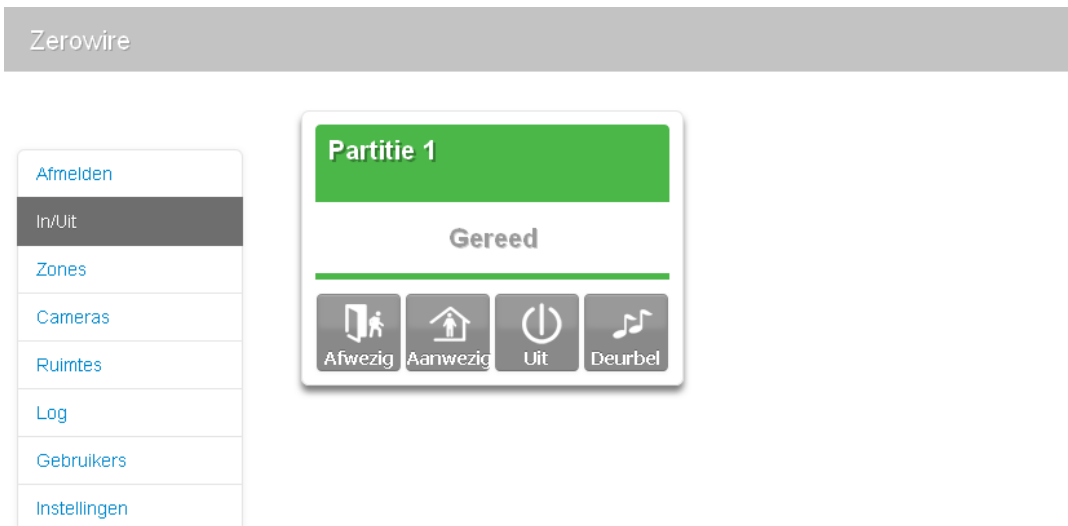 Zerowire
Afmelden
In/Uit
Zones
Cameras
Ruimtes
Log
Gebruikers
Instellingen
Partitie 1
Gereed
Afwezig Aanwezig Uit Deurbel